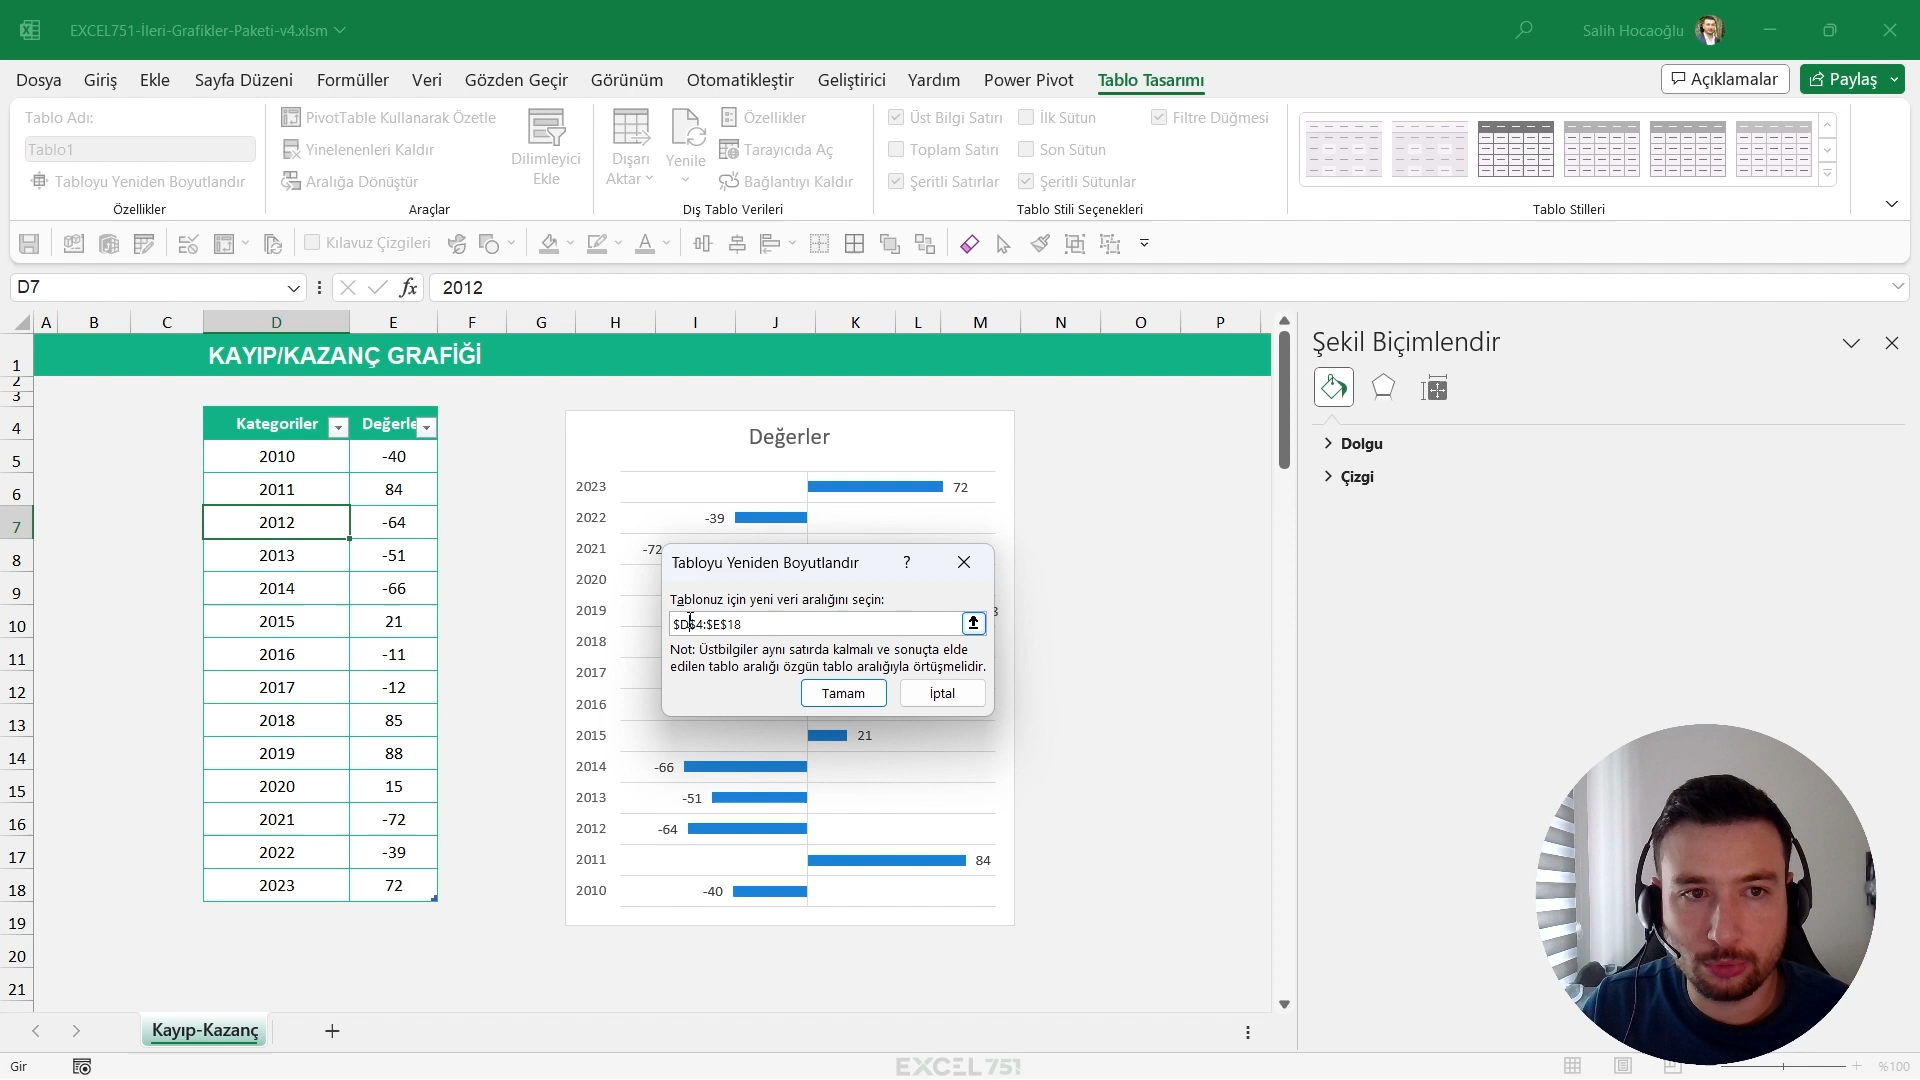 EXCEL751-İleri-Grafikler-Paketi-v4.xlsm
Salih Hocaoğlu
Dosya Giriş Ekle Sayfa Düzeni Formüller Veri Gözden Geçir Görünüm Otomatikleştir Geliştirici Yardım Power Pivot Tablo Tasarımı
Açıklamalar
Paylaş
Tablo Adı:
Tablo1
Tabloyu Yeniden Boyutlandır
Özellikler
PivotTable Kullanarak Özetle
Yinelenenleri Kaldır
Aralığa Dönüştür
Dilimleyici
Ekle
Araçlar
Dışarı
Aktar
Yenile
Özellikler
Tarayıcıda Aç
Bağlantıyı Kaldır
Dış Tablo Verileri
Üst Bilgi Satırı
Toplam Satırı
Şeritli Satırlar
İlk Sütun
Son Sütun
Şeritli Sütunlar
Filtre Düğmesi
Tablo Stili Seçenekleri
Tablo Stilleri
Kılavuz Çizgileri
D7
fx
2012
A B C D E F G H I J K L M N O P
1 KAYIP/KAZANÇ GRAFİĞİ
2
3
4 Kategoriler Değerle
5 2010 -40
6 2011 84
7 2012 -64
8 2013 -51
9 2014 -66
10 2015 21
11 2016 -11
12 2017 -12
13 2018 85
14 2019 88
15 2020 15
16 2021 -72
17 2022 -39
18 2023 72
19
20
21
Değerler
2023 72
2022 -39
2021 -72
2020
2019
2018
2017
2016
2015 21
2014 -66
2013 -51
2012 -64
2011 84
2010 -40
Tabloyu Yeniden Boyutlandır ?
Tablonuz için yeni veri aralığını seçin:
$D$4:$E$18
Not: Üstbilgiler aynı satırda kalmalı ve sonuçta elde
edilen tablo aralığı özgün tablo aralığıyla örtüşmelidir.
Tamam İptal
Şekil Biçimlendir
Dolgu
Çizgi
Kayıp-Kazanç
Gir
EXCEL751
%100